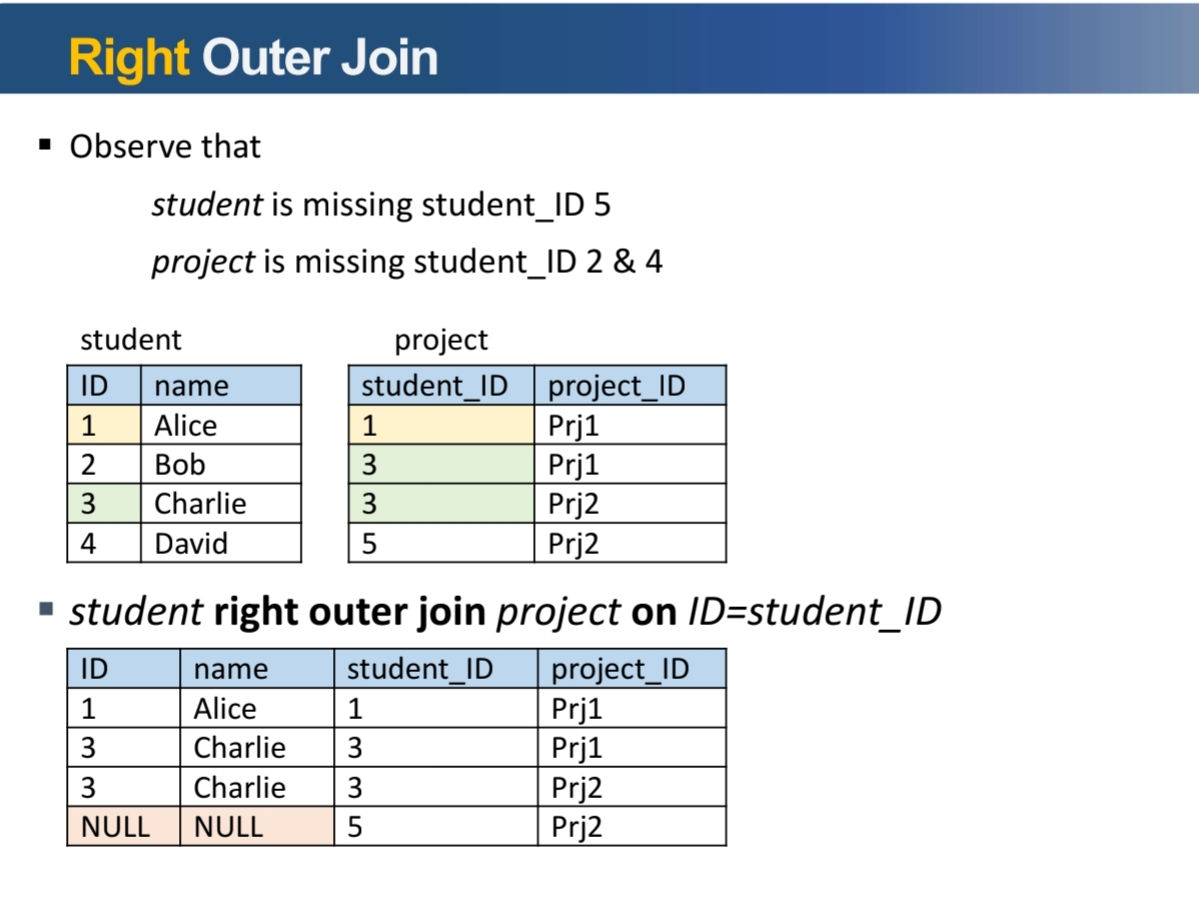 Right Outer Join
Observe that
student is missing student_ID 5
project is missing student_ID 2 & 4
student project
ID name student_ID project_ID
1 Alice 1 Prj1
2 Bob 3 Prj1
3 Charlie 3 Prj2
4 David 5 Prj2
student right outer join project on ID=student_ID
ID name student_ID project_ID
1 Alice 1 Prj1
3 Charlie 3 Prj1
3 Charlie 3 Prj2
NULL NULL 5 Prj2